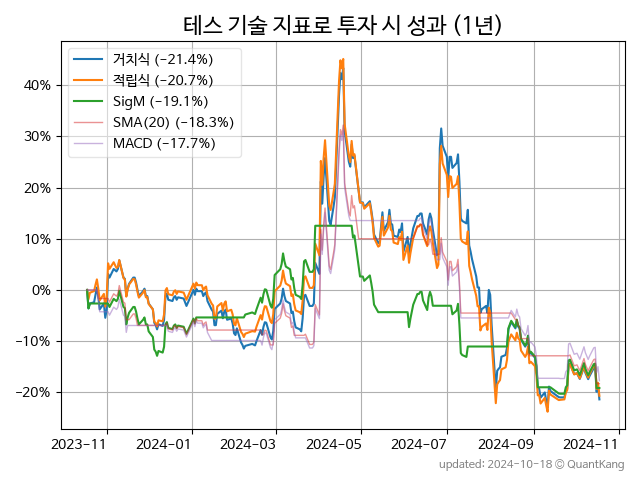 테스 기술 지표로 투자 시 성과 (1년)
거치식 (−21.4%)
적립식 (−20.7%)
SigM (−19.1%)
SMA(20) (−18.3%)
MACD (−17.7%)
40%
30%
20%
10%
0%
−10%
−20%
2023-11 2024-01 2024-03 2024-05 2024-07 2024-09 2024-11
updated: 2024-10-18 © QuantKang